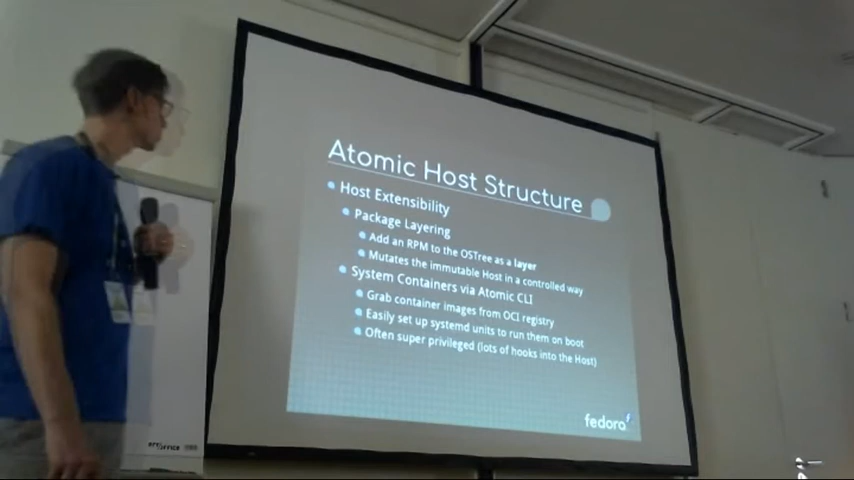 Atomic Host Structure
Host Extensibility
Package Layering
Add an RPM to the OSTree as a layer
Mutates the immutable Host in a controlled way
System Containers via Atomic CLI
Grab container images from OCI registry
Easily set up systemd units to run them on boot
Often super privileged (lots of hooks into the Host)
fedora